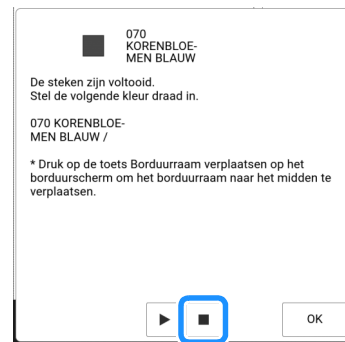 070
KORENBLOE-
MEN BLAUW
De steken zijn voltooid.
Stel de volgende kleur draad in.
070 KORENBLOE-
MEN BLAUW /
* Druk op de toets Borduurraam verplaatsen op het
borduurscherm om het borduurraam naar het midden te
verplaatsen.
OK